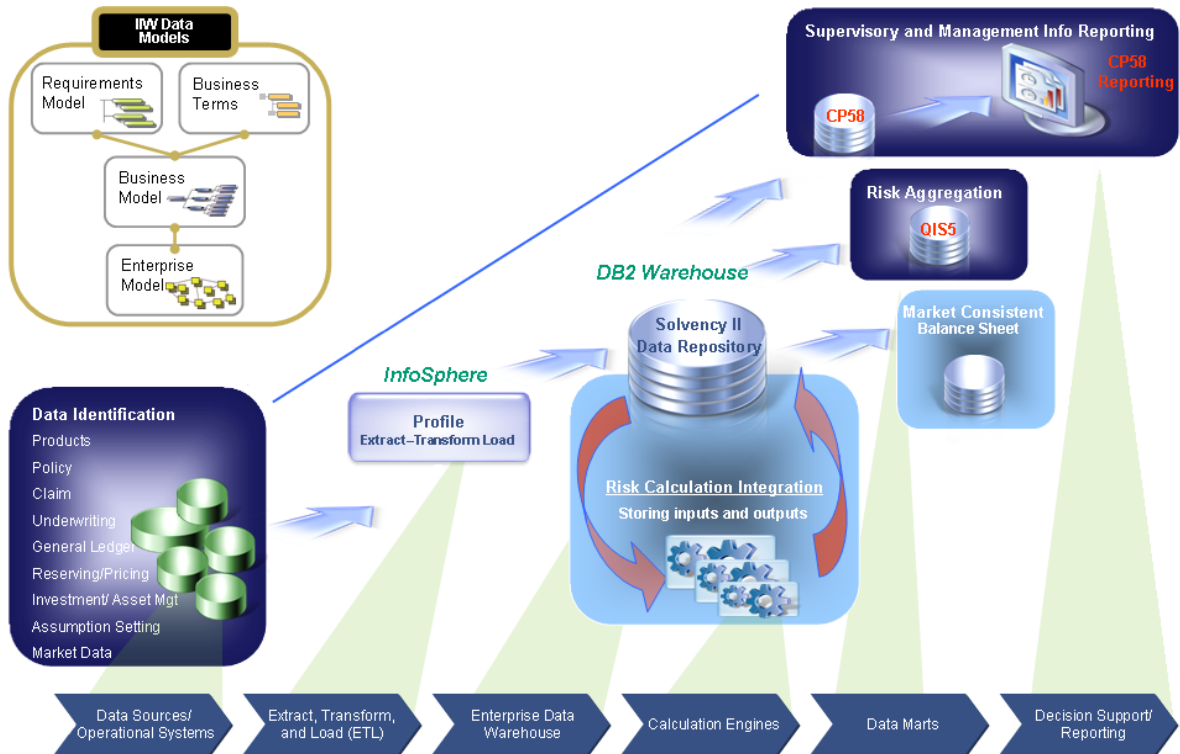 IIW Data
Models
Requirements
Model
Business
Terms
Business
Model
Enterprise
Model
Supervisory and Management Info Reporting
CP58
Reporting
CP58
Risk Aggregation
QIS5
DB2 Warehouse
Market Consistent
Balance Sheet
Solvency II
Data Repository
InfoSphere
Profile
Extract–Transform Load
Data Identification
Products
Policy
Claim
Underwriting
General Ledger
Reserving/Pricing
Investment/ Asset Mgt
Assumption Setting
Market Data
Risk Calculation Integration
Storing inputs and outputs
Data Sources/
Operational Systems
Extract, Transform,
and Load (ETL)
Enterprise Data
Warehouse
Calculation Engines
Data Marts
Decision Support/
Reporting